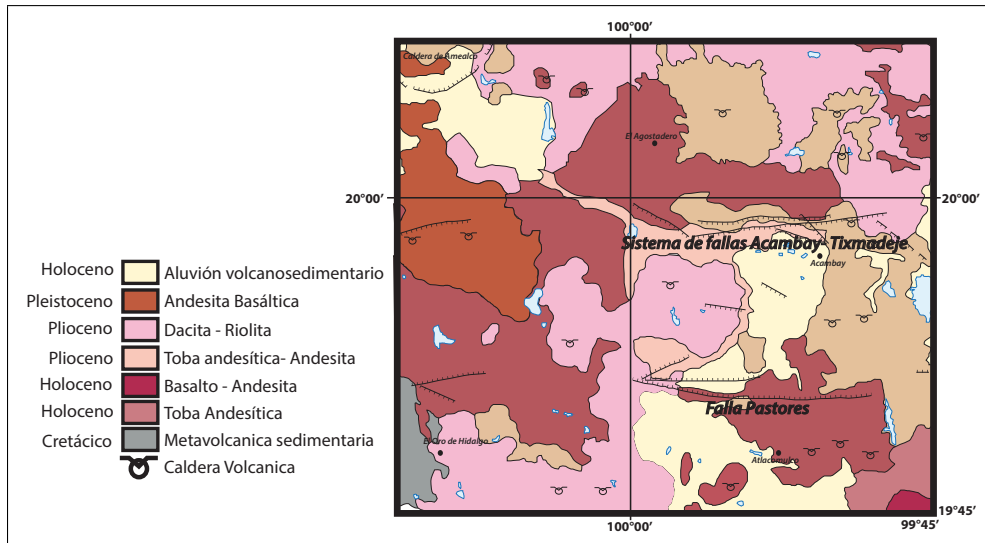 100°00′
Caldera de Amealco
El Agostadero
20°00′
20°00′
Sistema de fallas Acambay- Tixmadeje
Acambay
Holoceno Aluvión volcanosedimentario
Pleistoceno Andesita Basáltica
Plioceno Dacita - Riolita
Plioceno Toba andesítica- Andesita
Holoceno Basalto - Andesita
Holoceno Toba Andesítica
Cretácico Metavolcanica sedimentaria
Caldera Volcanica
Falla Pastores
El Oro de Hidalgo
Atlacomulco
19°45′
100°00′
99°45′